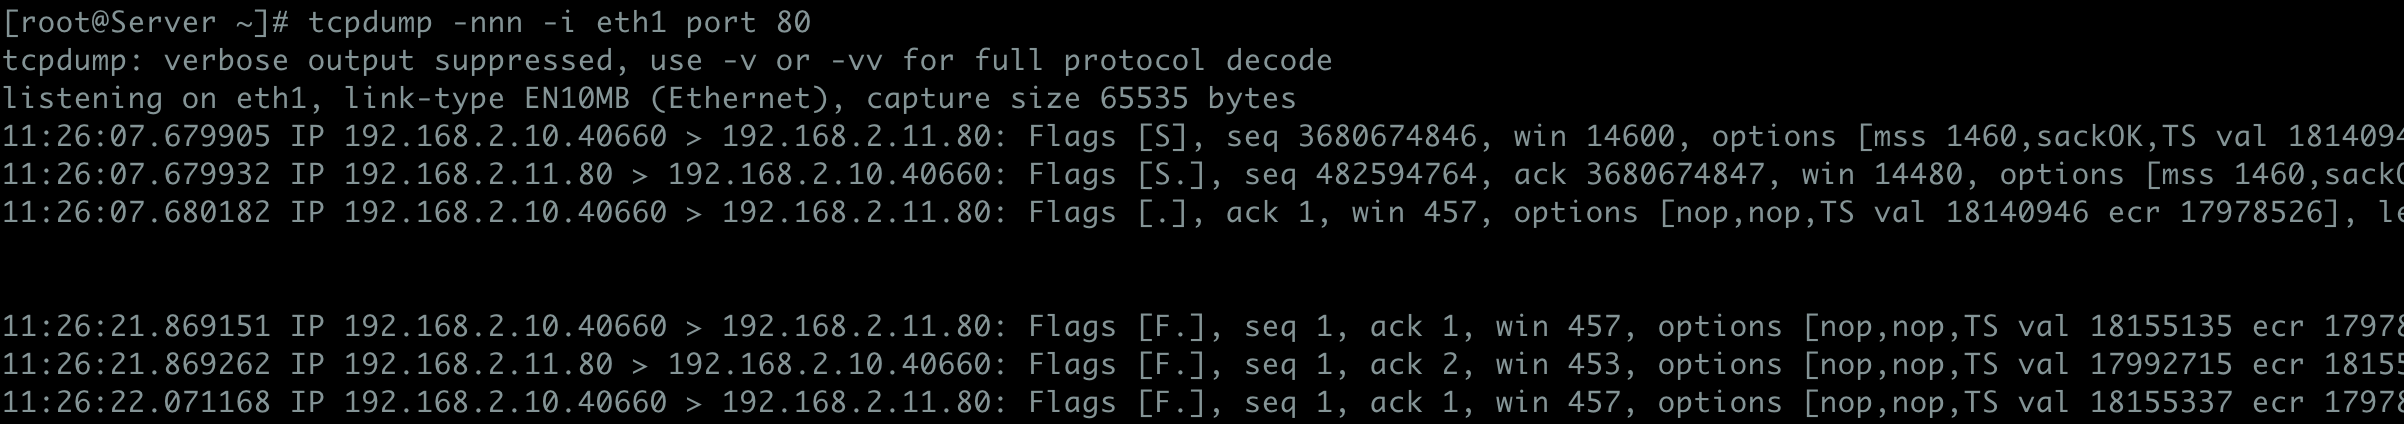 [root@Server ~]# tcpdump -nnn -i eth1 port 80
tcpdump: verbose output suppressed, use -v or -vv for full protocol decode
listening on eth1, link-type EN10MB (Ethernet), capture size 65535 bytes
11:26:07.679905 IP 192.168.2.10.40660 > 192.168.2.11.80: Flags [S], seq 3680674846, win 14600, options [mss 1460,sackOK,TS val 1814094
11:26:07.679932 IP 192.168.2.11.80 > 192.168.2.10.40660: Flags [S.], seq 482594764, ack 3680674847, win 14480, options [mss 1460,sackO
11:26:07.680182 IP 192.168.2.10.40660 > 192.168.2.11.80: Flags [.], ack 1, win 457, options [nop,nop,TS val 18140946 ecr 17978526], le
11:26:21.869151 IP 192.168.2.10.40660 > 192.168.2.11.80: Flags [F.], seq 1, ack 1, win 457, options [nop,nop,TS val 18155135 ecr 17978
11:26:21.869262 IP 192.168.2.11.80 > 192.168.2.10.40660: Flags [F.], seq 1, ack 2, win 453, options [nop,nop,TS val 17992715 ecr 18155
11:26:22.071168 IP 192.168.2.10.40660 > 192.168.2.11.80: Flags [F.], seq 1, ack 1, win 457, options [nop,nop,TS val 18155337 ecr 17978